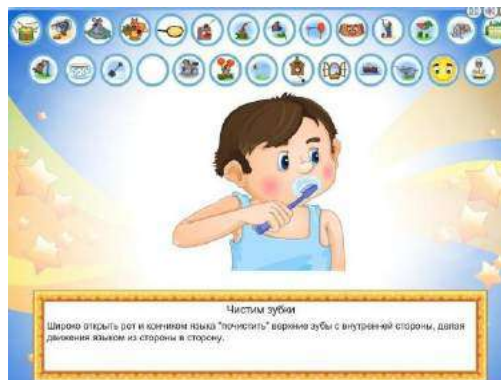 Чистим зубки
Широко открыть рот и кончиком языка "почистить" верхние зубы с внутренней стороны, делая
движения языком из стороны в сторону.